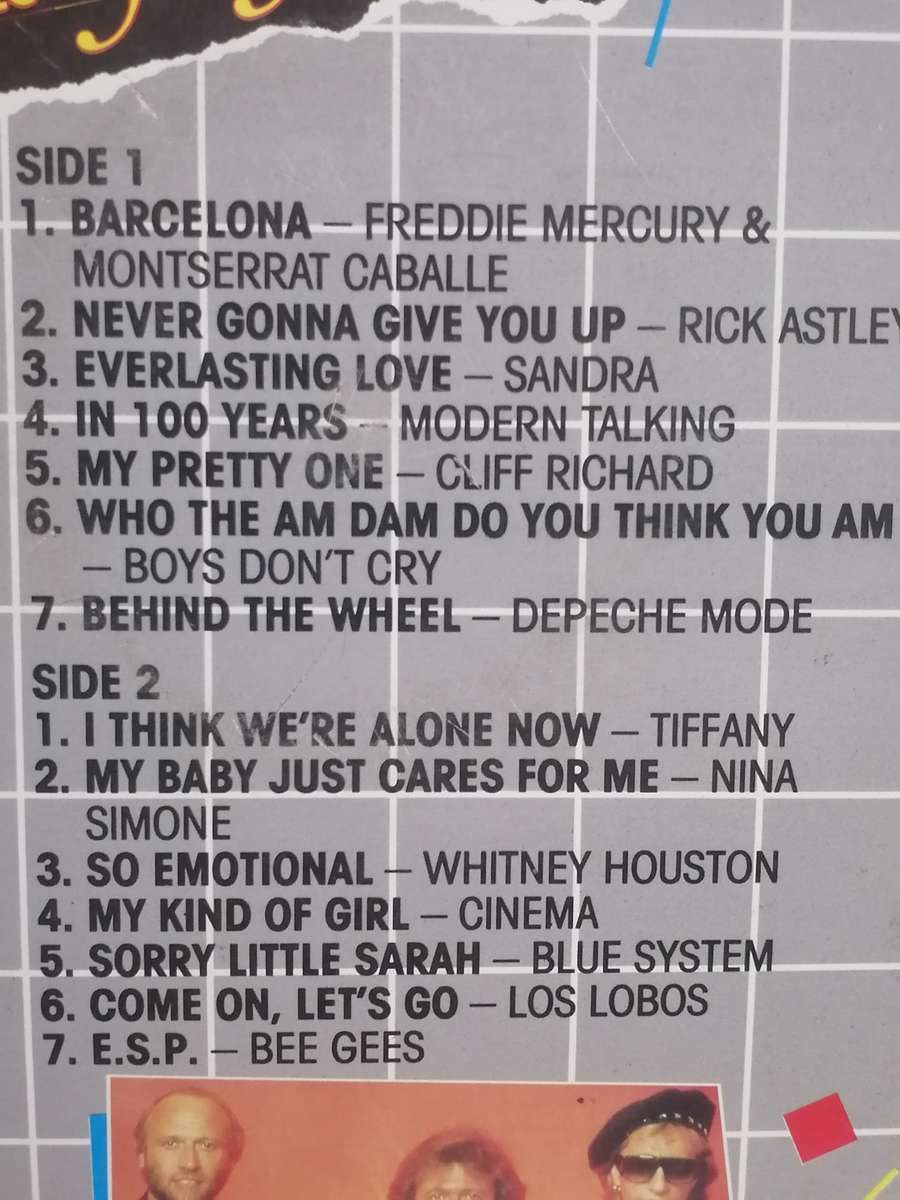 SIDE 1
1. BARCELONA – FREDDIE MERCURY &
MONTSERRAT CABALLE
2. NEVER GONNA GIVE YOU UP – RICK ASTLEY
3. EVERLASTING LOVE – SANDRA
4. IN 100 YEARS – MODERN TALKING
5. MY PRETTY ONE – CLIFF RICHARD
6. WHO THE AM DAM DO YOU THINK YOU AM
– BOYS DON'T CRY
7. BEHIND THE WHEEL – DEPECHE MODE
SIDE 2
1. I THINK WE'RE ALONE NOW – TIFFANY
2. MY BABY JUST CARES FOR ME – NINA
SIMONE
3. SO EMOTIONAL – WHITNEY HOUSTON
4. MY KIND OF GIRL – CINEMA
5. SORRY LITTLE SARAH – BLUE SYSTEM
6. COME ON, LET'S GO – LOS LOBOS
7. E.S.P. – BEE GEES